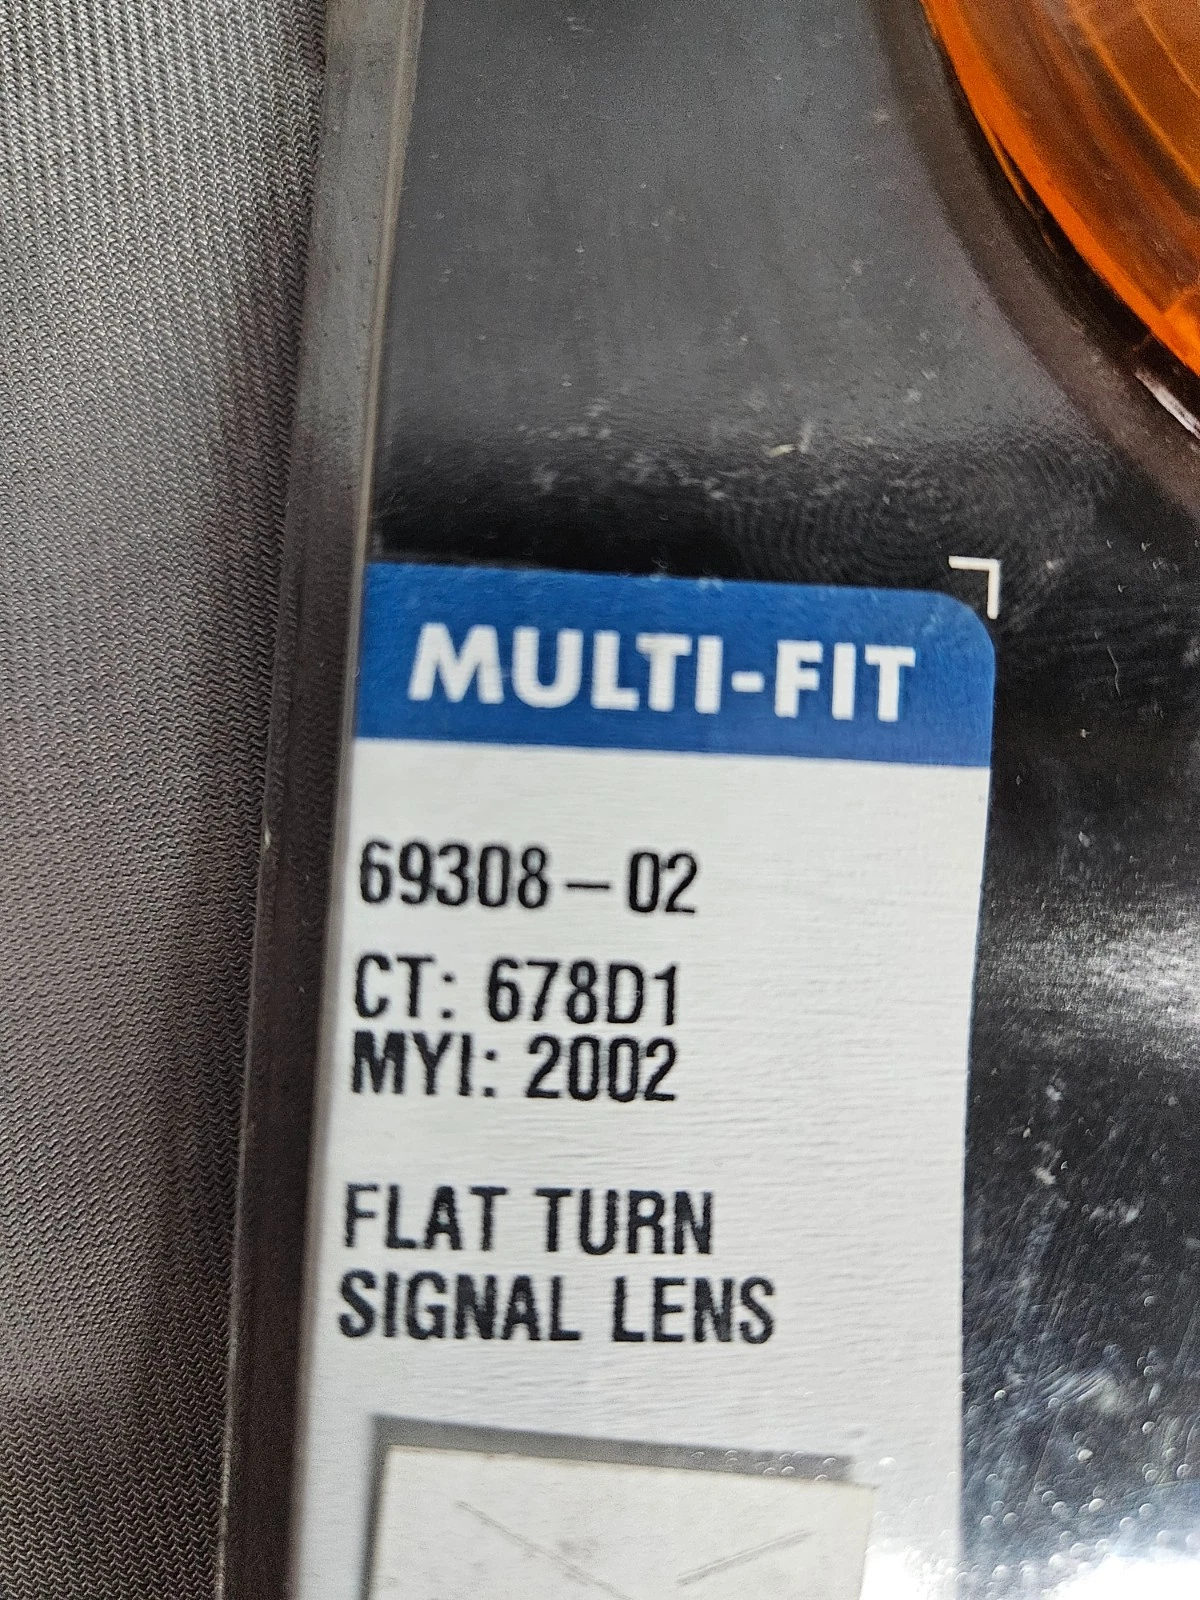 MULTI-FIT
69308-02
CT: 678D1
MYI: 2002
FLAT TURN
SIGNAL LENS